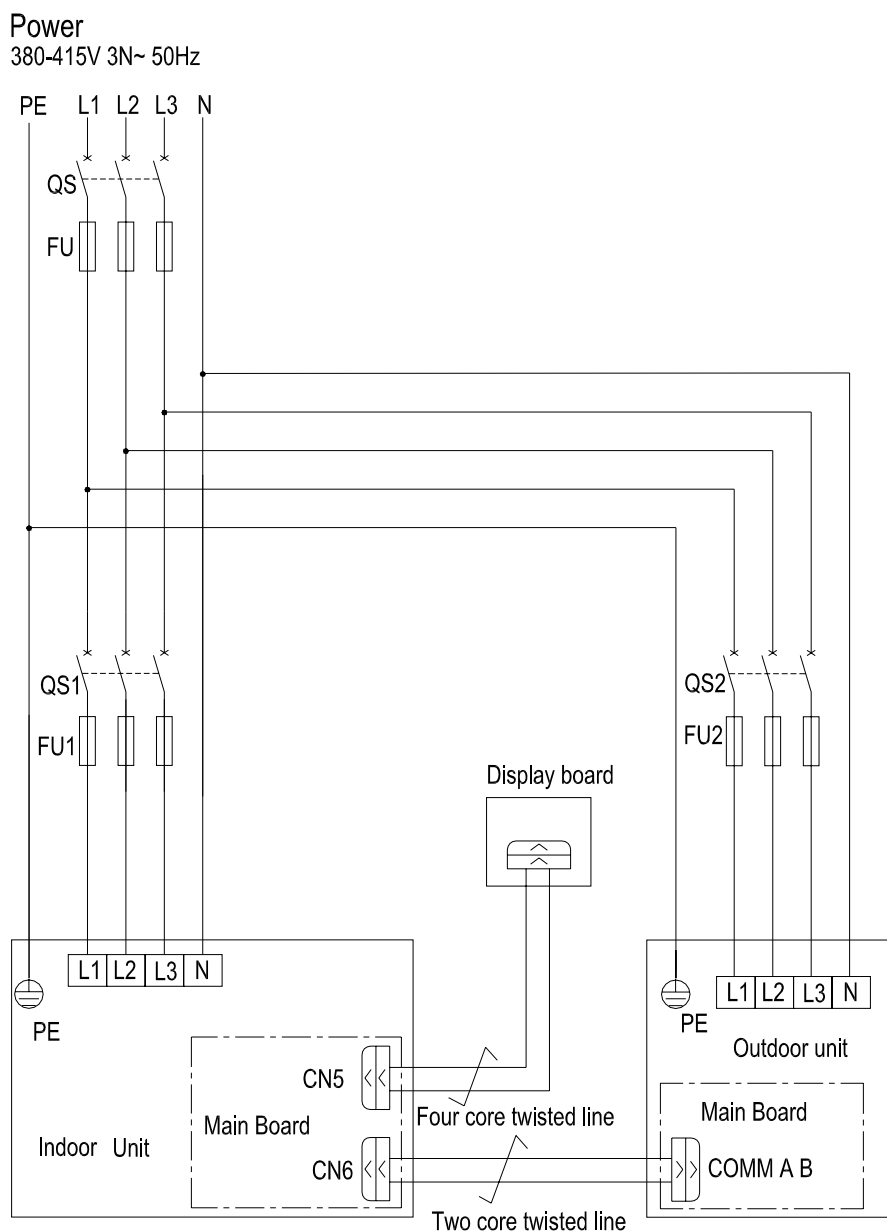 Power
380-415V 3N~ 50Hz
PE L1 L2 L3 N
QS
FU
QS1
QS2
FU1
FU2
Display board
L1 L2 L3 N
L1 L2 L3 N
PE
PE
Outdoor unit
CN5
Main Board
Four core twisted line
Main Board
Indoor Unit
CN6
COMM A B
Two core twisted line